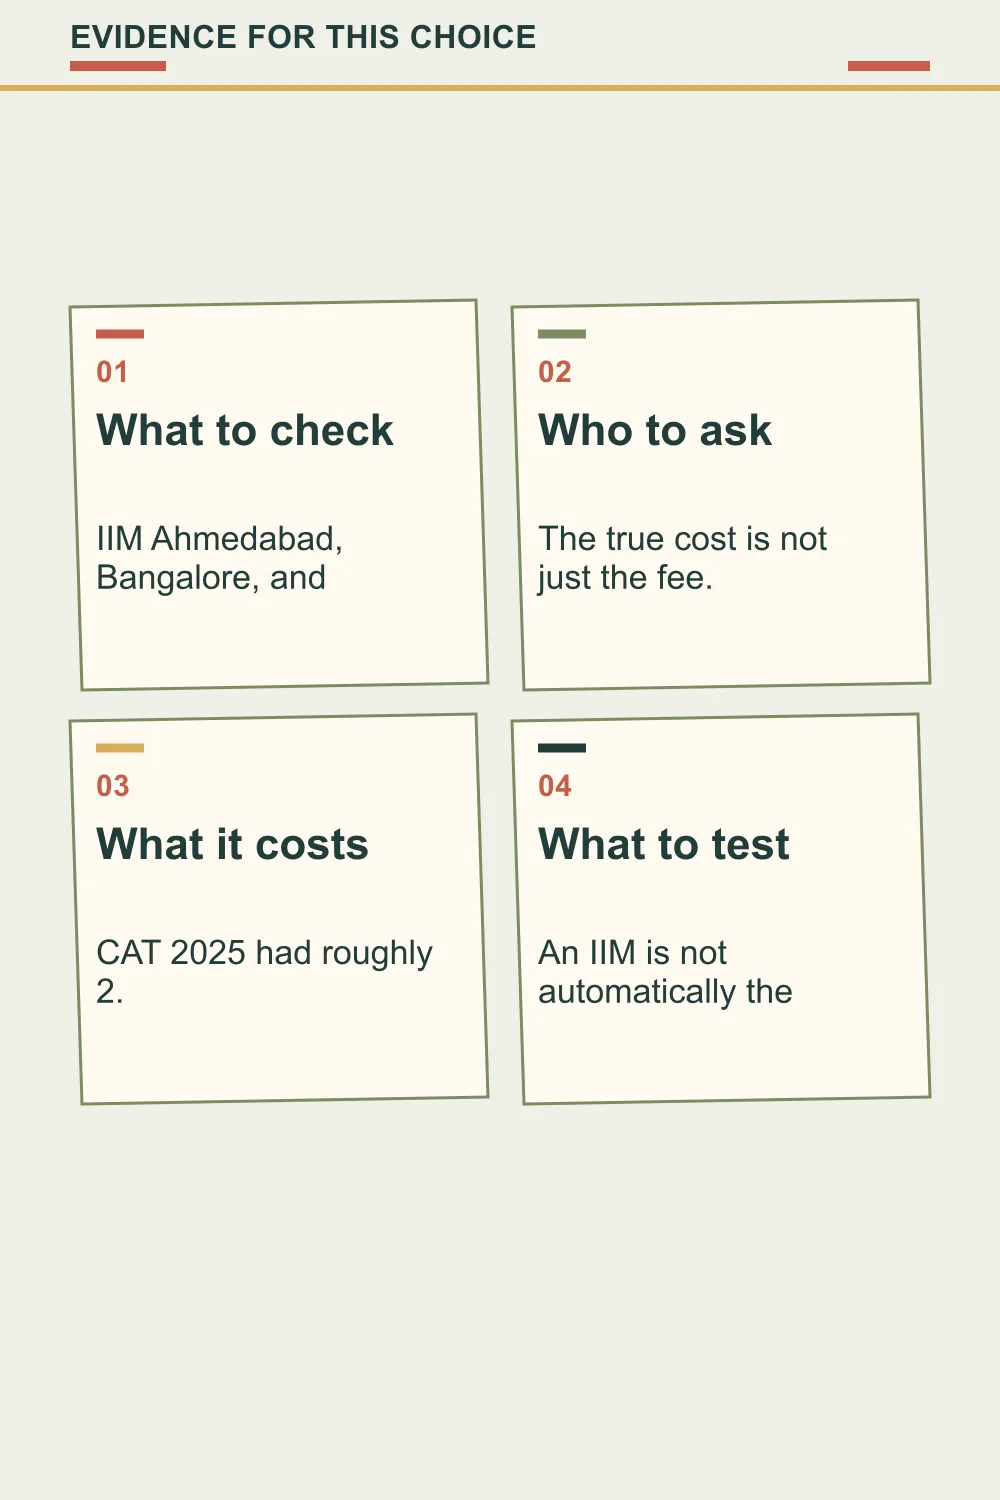 EVIDENCE FOR THIS CHOICE
01
What to check
IIM Ahmedabad,
Bangalore, and
02
Who to ask
The true cost is not
just the fee.
03
What it costs
CAT 2025 had roughly
2.
04
What to test
An IIM is not
automatically the